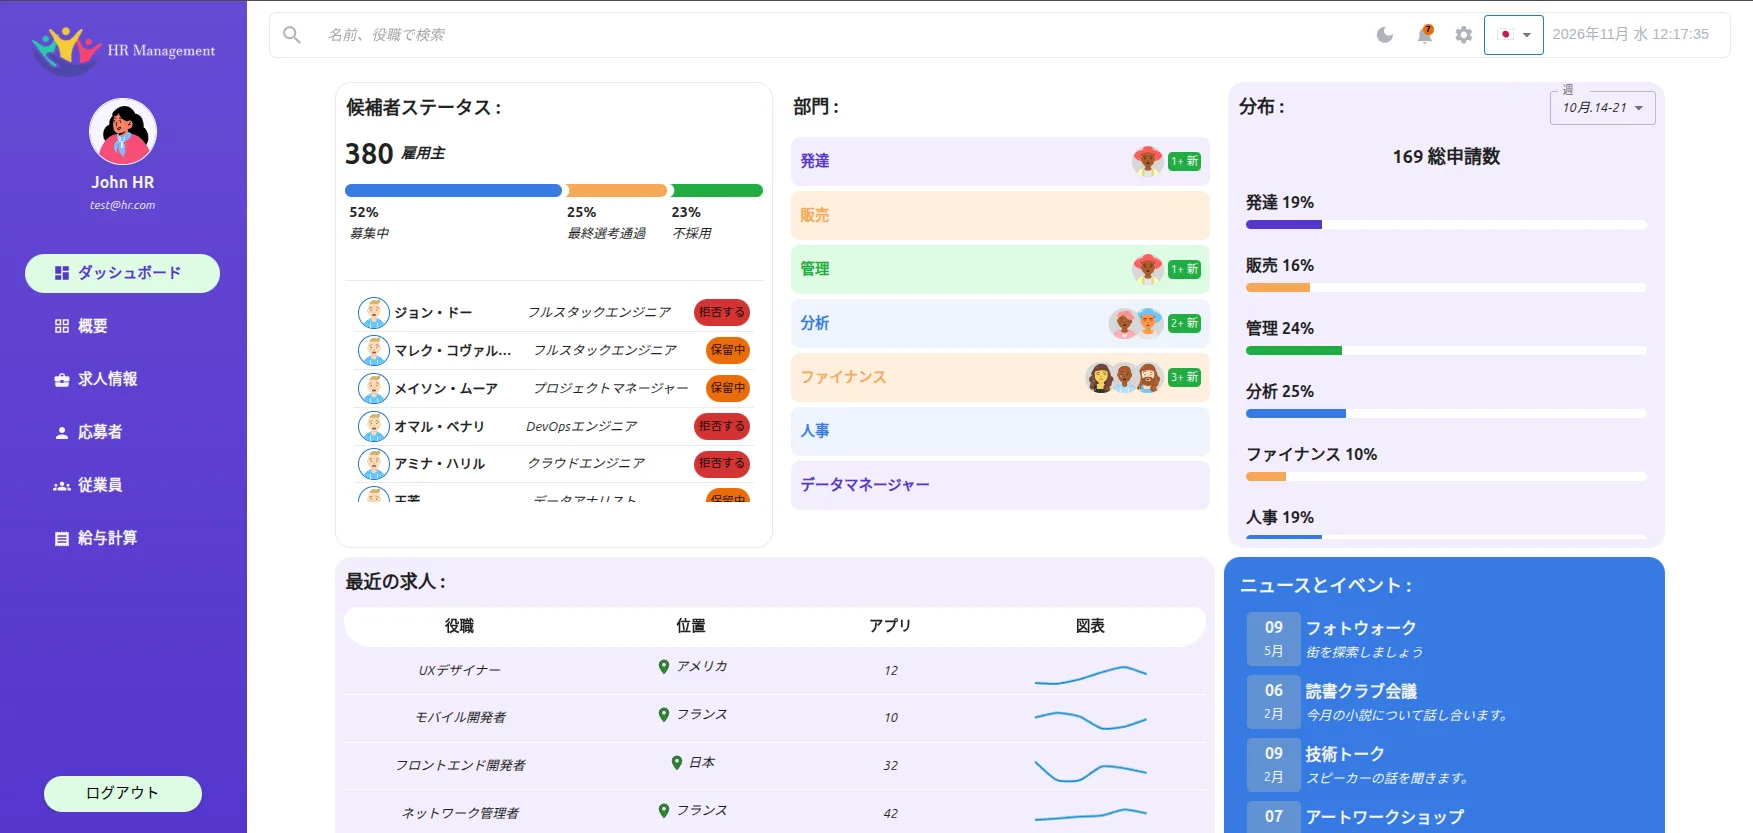 HR Management
John HR
test@hr.com
ダッシュボード
概要
求人情報
応募者
従業員
給与計算
ログアウト
名前、役職で検索
7
2026年11月 水 12:17:35
候補者ステータス :
380 雇用主
52%
募集中
25%
最終選考通過
23%
不採用
ジョン・ドー フルスタックエンジニア 拒否する
マレク・コヴァル... フルスタックエンジニア 保留中
メイソン・ムーア プロジェクトマネージャー 保留中
オマル・ベナリ DevOpsエンジニア 拒否する
アミナ・ハリル クラウドエンジニア 拒否する
王芳 データアナリスト 保留中
部門 :
発達 1+ 新
販売
管理 1+ 新
分析 2+ 新
ファイナンス 3+ 新
人事
データマネージャー
分布 :
週
10月.14-21
169 総申請数
発達 19%
販売 16%
管理 24%
分析 25%
ファイナンス 10%
人事 19%
最近の求人 :
役職 位置 アプリ 図表
UXデザイナー アメリカ 12
モバイル開発者 フランス 10
フロントエンド開発者 日本 32
ネットワーク管理者 フランス 42
ニュースとイベント :
09
5月
フォトウォーク
街を探索しましょう
06
2月
読書クラブ会議
今月の小説について話し合います。
09
2月
技術トーク
スピーカーの話を聞きます。
07
アートワークショップ